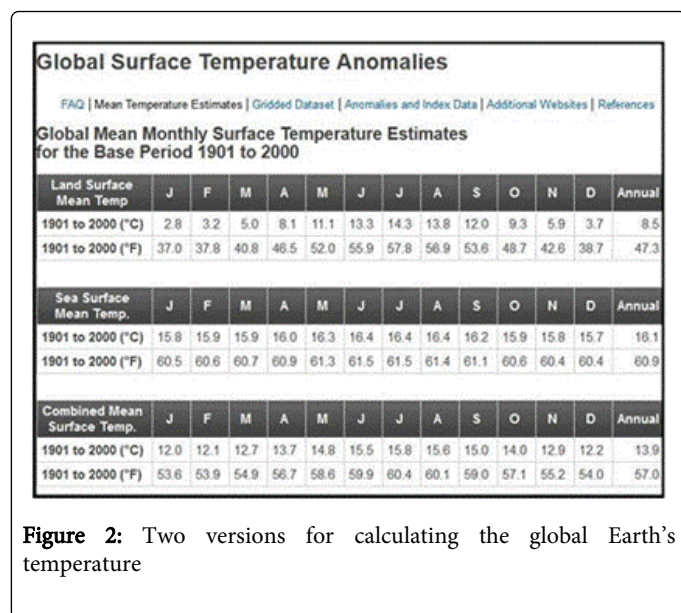 Global Surface Temperature Anomalies
FAQ | Mean Temperature Estimates | Gridded Dataset | Anomalies and Index Data | Additional Websites | References
Global Mean Monthly Surface Temperature Estimates
for the Base Period 1901 to 2000
Land Surface Mean Temp J F M A M J J A S O N D Annual
1901 to 2000 (°C) 2.8 3.2 5.0 8.1 11.1 13.3 14.3 13.8 12.0 9.3 5.9 3.7 8.5
1901 to 2000 (°F) 37.0 37.8 40.8 46.5 52.0 55.9 57.8 56.9 53.6 48.7 42.6 38.7 47.3
Sea Surface Mean Temp. J F M A M J J A S O N D Annual
1901 to 2000 (°C) 15.8 15.9 15.9 16.0 16.3 16.4 16.4 16.4 16.2 15.9 15.8 15.7 16.1
1901 to 2000 (°F) 60.5 60.6 60.7 60.9 61.3 61.5 61.5 61.4 61.1 60.6 60.4 60.4 60.9
Combined Mean Surface Temp. J F M A M J J A S O N D Annual
1901 to 2000 (°C) 12.0 12.1 12.7 13.7 14.8 15.5 15.8 15.6 15.0 14.0 12.9 12.2 13.9
1901 to 2000 (°F) 53.6 53.9 54.9 56.7 58.6 59.9 60.4 60.1 59.0 57.1 55.2 54.0 57.0
Figure 2: Two versions for calculating the global Earth's
temperature